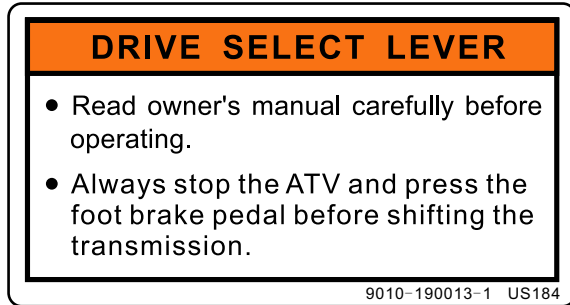 DRIVE SELECT LEVER
• Read owner's manual carefully before
operating.
• Always stop the ATV and press the
foot brake pedal before shifting the
transmission.
9010-190013-1 US184